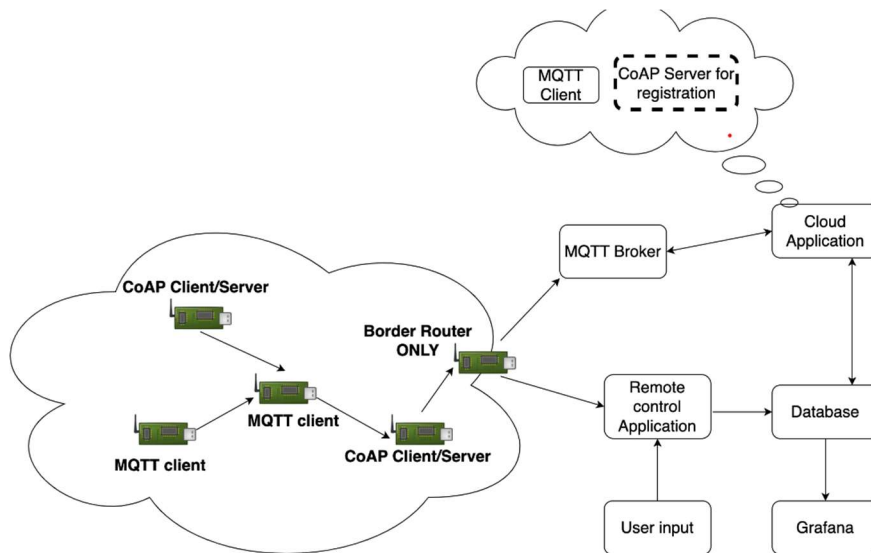 MQTT
Client
CoAP Server for
registration
Cloud
Application
MQTT Broker
CoAP Client/Server
Border Router
ONLY
Remote
control
Application
Database
MQTT client
CoAP Client/Server
MQTT client
User input
Grafana